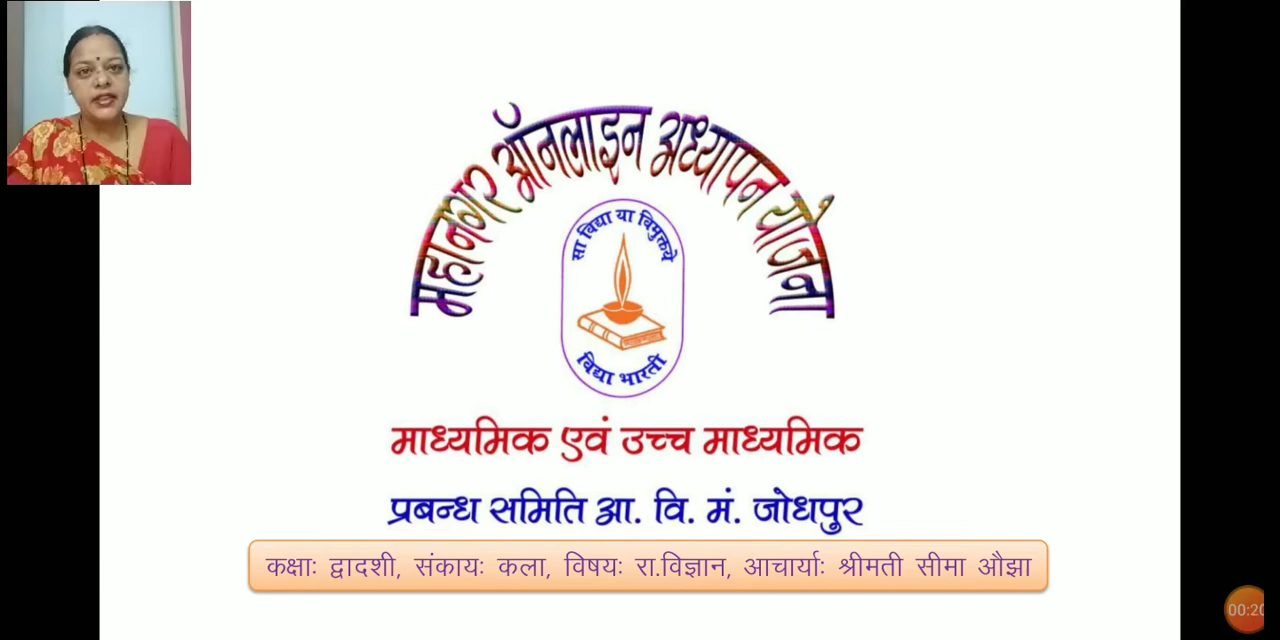 महानगर ऑनलाइन अध्यापन योजना
सा विद्या या विमुक्तये
विद्या भारती
माध्यमिक एवं उच्च माध्यमिक
प्रबन्ध समिति आ. वि. मं. जोधपुर
कक्षाः द्वादशी, संकायः कला, विषयः रा.विज्ञान, आचार्याः श्रीमती सीमा औझा
00:20